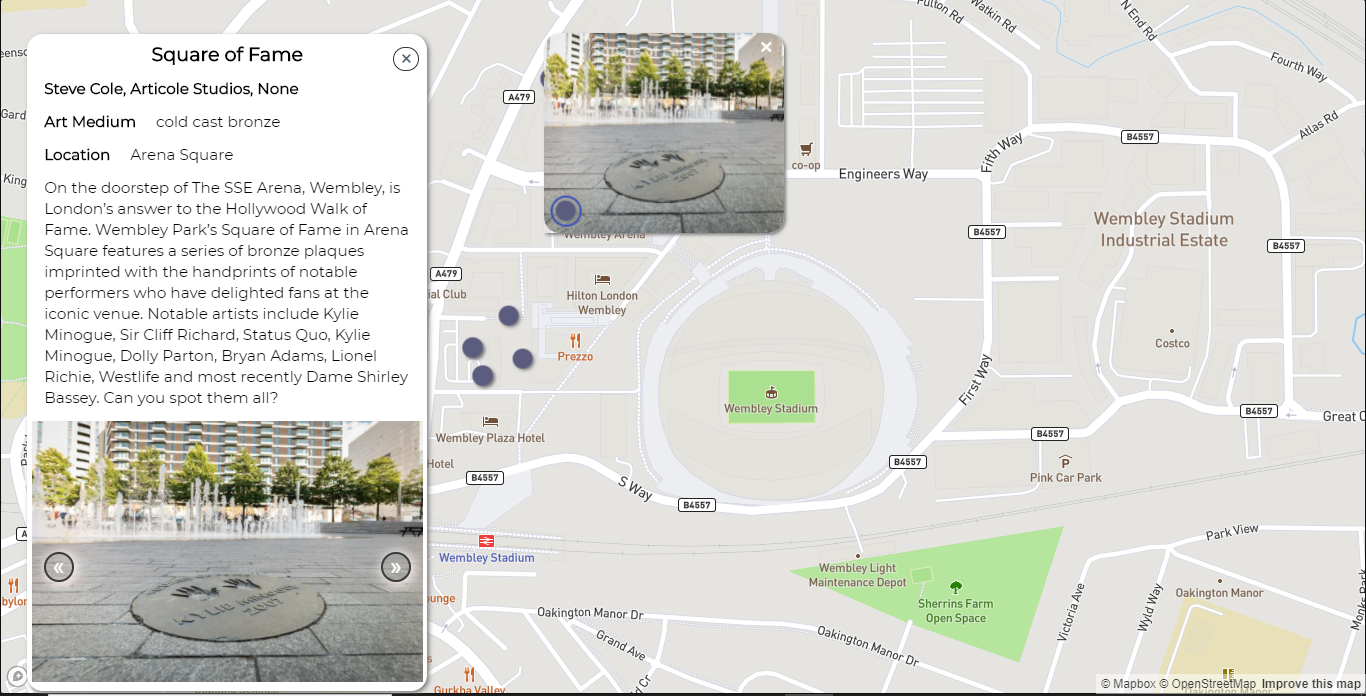 Square of Fame
Steve Cole, Articole Studios, None
Art Medium cold cast bronze
Location Arena Square
On the doorstep of The SSE Arena, Wembley, is
London’s answer to the Hollywood Walk of
Fame. Wembley Park’s Square of Fame in Arena
Square features a series of bronze plaques
imprinted with the handprints of notable
performers who have delighted fans at the
iconic venue. Notable artists include Kylie
Minogue, Sir Cliff Richard, Status Quo, Kylie
Minogue, Dolly Parton, Bryan Adams, Lionel
Richie, Westlife and most recently Dame Shirley
Bassey. Can you spot them all?
KYLIE MINOGUE
2007
KYLIE MINOGUE
2007
Fulton Rd
Watkin Rd
N End Rd
Fourth Way
Atlas Rd
A479
B4557
Fifth Way
co-op
Engineers Way
Wembley Stadium
Industrial Estate
B4557
B4557
Wembley Arena
A479
ial Club
Hilton London
Wembley
Prezzo
Costco
Wembley Stadium
First Way
B4557
Great C
Wembley Plaza Hotel
B4557
Hotel
B4557
B4557
Pink Car Park
S Way
B4557
Wembley Stadium
Park View
Wembley Light
Maintenance Depot
Sherrins Farm
Open Space
Oakington Manor
Victoria Ave
Wyld Way
Monks Park
Oakington Manor Dr
Oakington Manor Dr
Grand Ave
d Cr
ounge
Gurkha Valley
Gard
King
bylon
© Mapbox © OpenStreetMap Improve this map